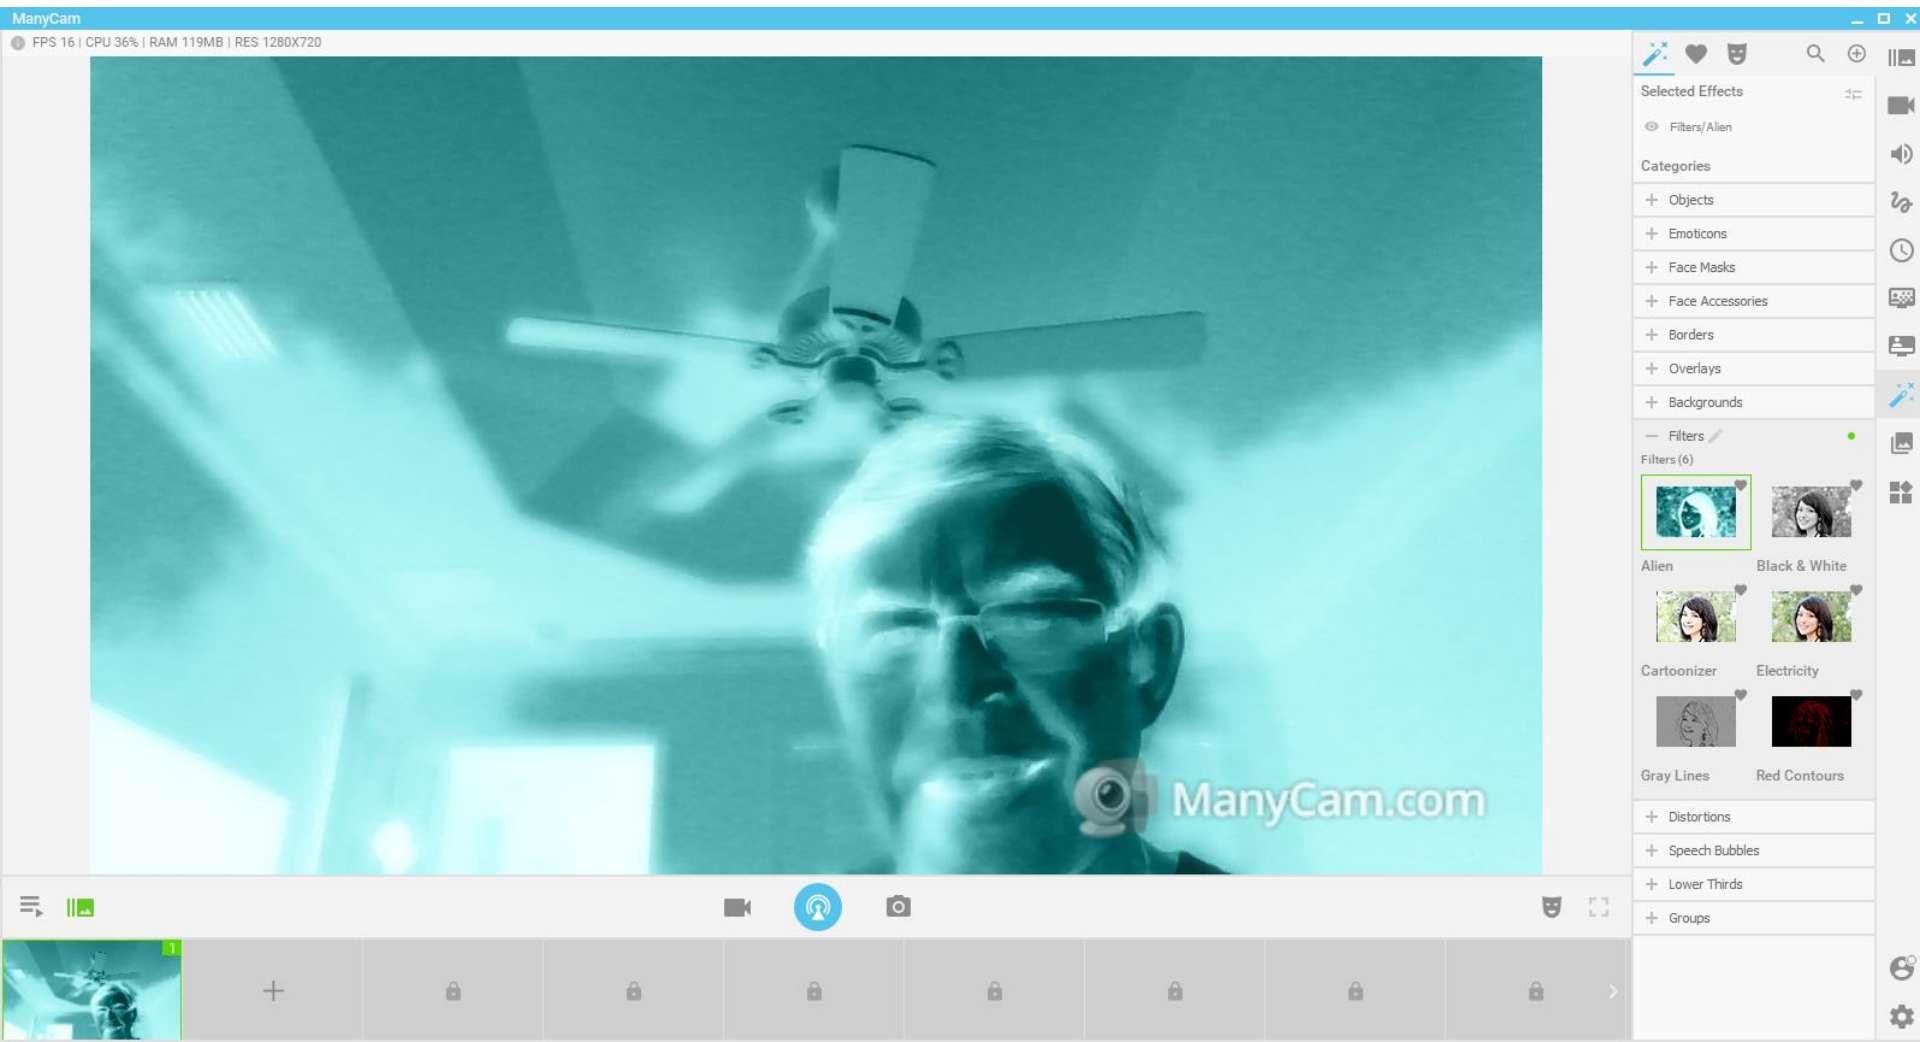 ManyCam
FPS 16 | CPU 36% | RAM 119MB | RES 1280X720
Selected Effects
Filters/Alien
Categories
Objects
Emoticons
Face Masks
Face Accessories
Borders
Overlays
Backgrounds
Filters
Filters (6)
Alien
Black & White
Cartoonizer
Electricity
Gray Lines
Red Contours
Distortions
Speech Bubbles
Lower Thirds
Groups
ManyCam.com
1